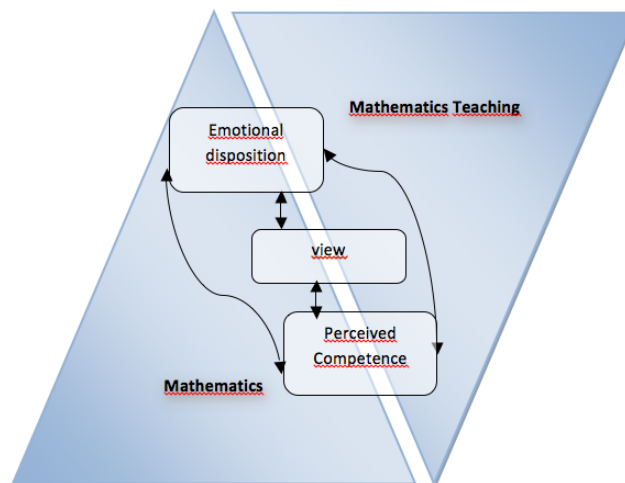 Mathematics Teaching
Emotional
disposition
view
Perceived
Competence
Mathematics